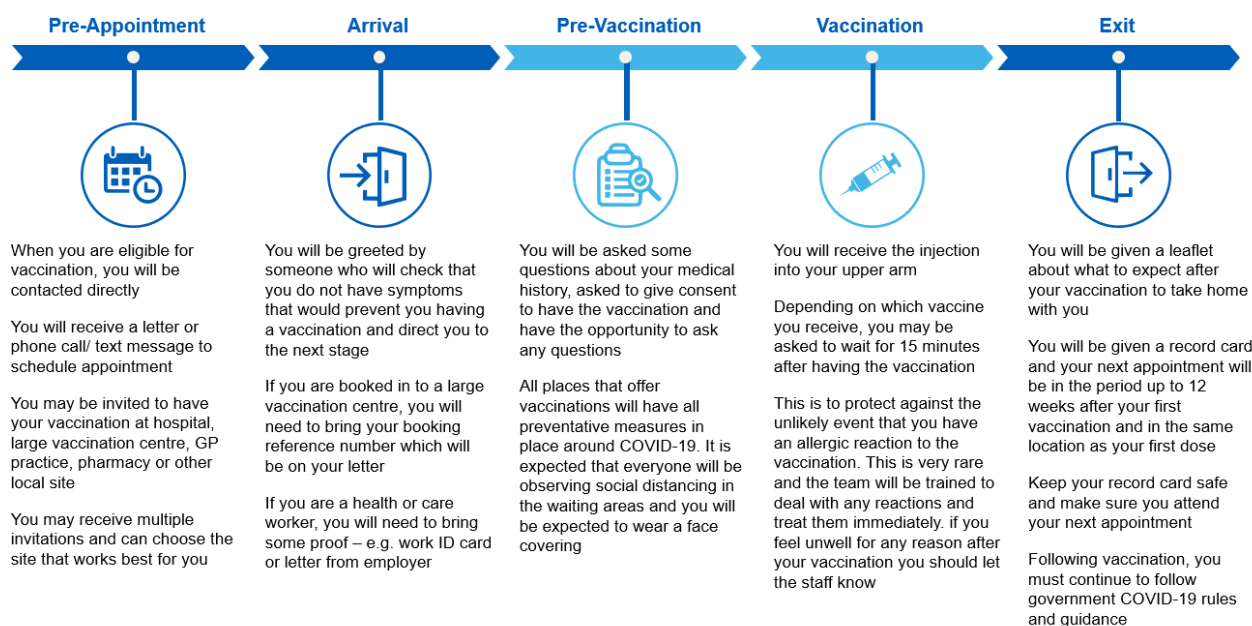 Pre-Appointment
Arrival
Pre-Vaccination
Vaccination
Exit
When you are eligible for
vaccination, you will be
contacted directly
You will receive a letter or
phone call/ text message to
schedule appointment
You may be invited to have
your vaccination at hospital,
large vaccination centre, GP
practice, pharmacy or other
local site
You may receive multiple
invitations and can choose the
site that works best for you
You will be greeted by
someone who will check that
you do not have symptoms
that would prevent you having
a vaccination and direct you to
the next stage
If you are booked in to a large
vaccination centre, you will
need to bring your booking
reference number which will
be on your letter
If you are a health or care
worker, you will need to bring
some proof – e.g. work ID card
or letter from employer
You will be asked some
questions about your medical
history, asked to give consent
to have the vaccination and
have the opportunity to ask
any questions
All places that offer
vaccinations will have all
preventative measures in
place around COVID-19. It is
expected that everyone will be
observing social distancing in
the waiting areas and you will
be expected to wear a face
covering
You will receive the injection
into your upper arm
Depending on which vaccine
you receive, you may be
asked to wait for 15 minutes
after having the vaccination
This is to protect against the
unlikely event that you have
an allergic reaction to the
vaccination. This is very rare
and the team will be trained to
deal with any reactions and
treat them immediately. if you
feel unwell for any reason after
your vaccination you should let
the staff know
You will be given a leaflet
about what to expect after
your vaccination to take home
with you
You will be given a record card
and your next appointment will
be in the period up to 12
weeks after your first
vaccination and in the same
location as your first dose
Keep your record card safe
and make sure you attend
your next appointment
Following vaccination, you
must continue to follow
government COVID-19 rules
and guidance